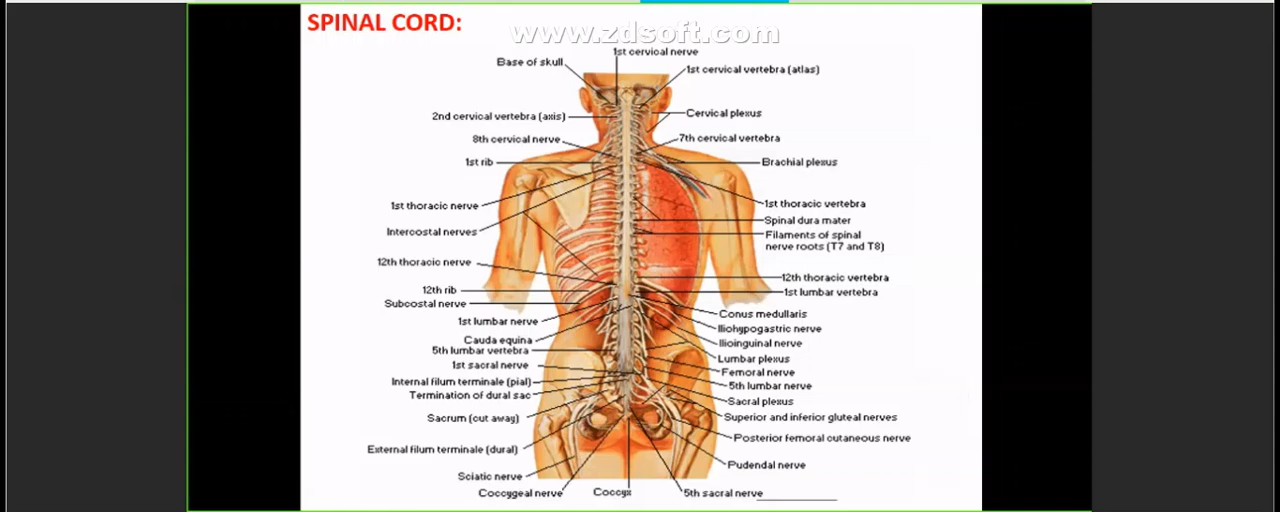 SPINAL CORD:
www.zdsoft.com
1st cervical nerve
Base of skull
1st cervical vertebra (atlas)
2nd cervical vertebra (axis)
Cervical plexus
8th cervical nerve
7th cervical vertebra
1st rib
Brachial plexus
1st thoracic nerve
1st thoracic vertebra
Spinal dura mater
Intercostal nerves
Filaments of spinal
nerve roots (T7 and T8)
12th thoracic nerve
12th thoracic vertebra
12th rib
1st lumbar vertebra
Subcostal nerve
Conus medullaris
1st lumbar nerve
Iliohypogastric nerve
Cauda equina
Ilioinguinal nerve
5th lumbar vertebra
Lumbar plexus
1st sacral nerve
Femoral nerve
Internal filum terminale (pial)
5th lumbar nerve
Termination of dural sac
Sacral plexus
Sacrum (cut away)
Superior and inferior gluteal nerves
Posterior femoral cutaneous nerve
External filum terminale (dural)
Pudendal nerve
Sciatic nerve
Coccygeal nerve
Coccyx
5th sacral nerve